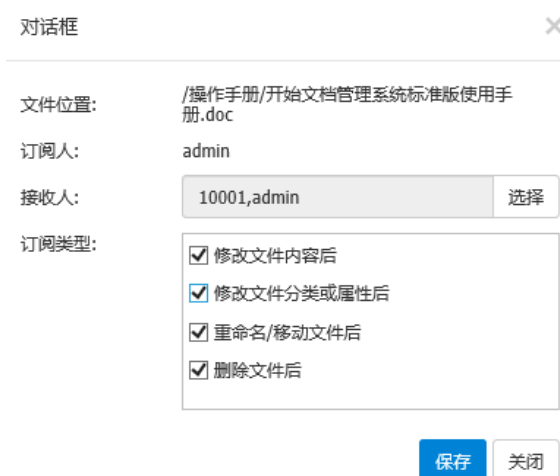 对话框
文件位置:
/操作手册/开始文档管理系统标准版使用手
册.doc
订阅人:
admin
接收人:
10001,admin
选择
订阅类型:
修改文件内容后
修改文件分类或属性后
重命名/移动文件后
删除文件后
保存
关闭